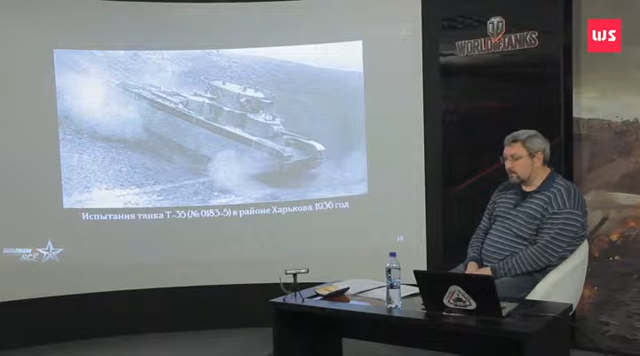 ws
WORLD OF TANKS
Испытания танка Т-35 (№ 0183-5) в районе Харькова. 1936 год